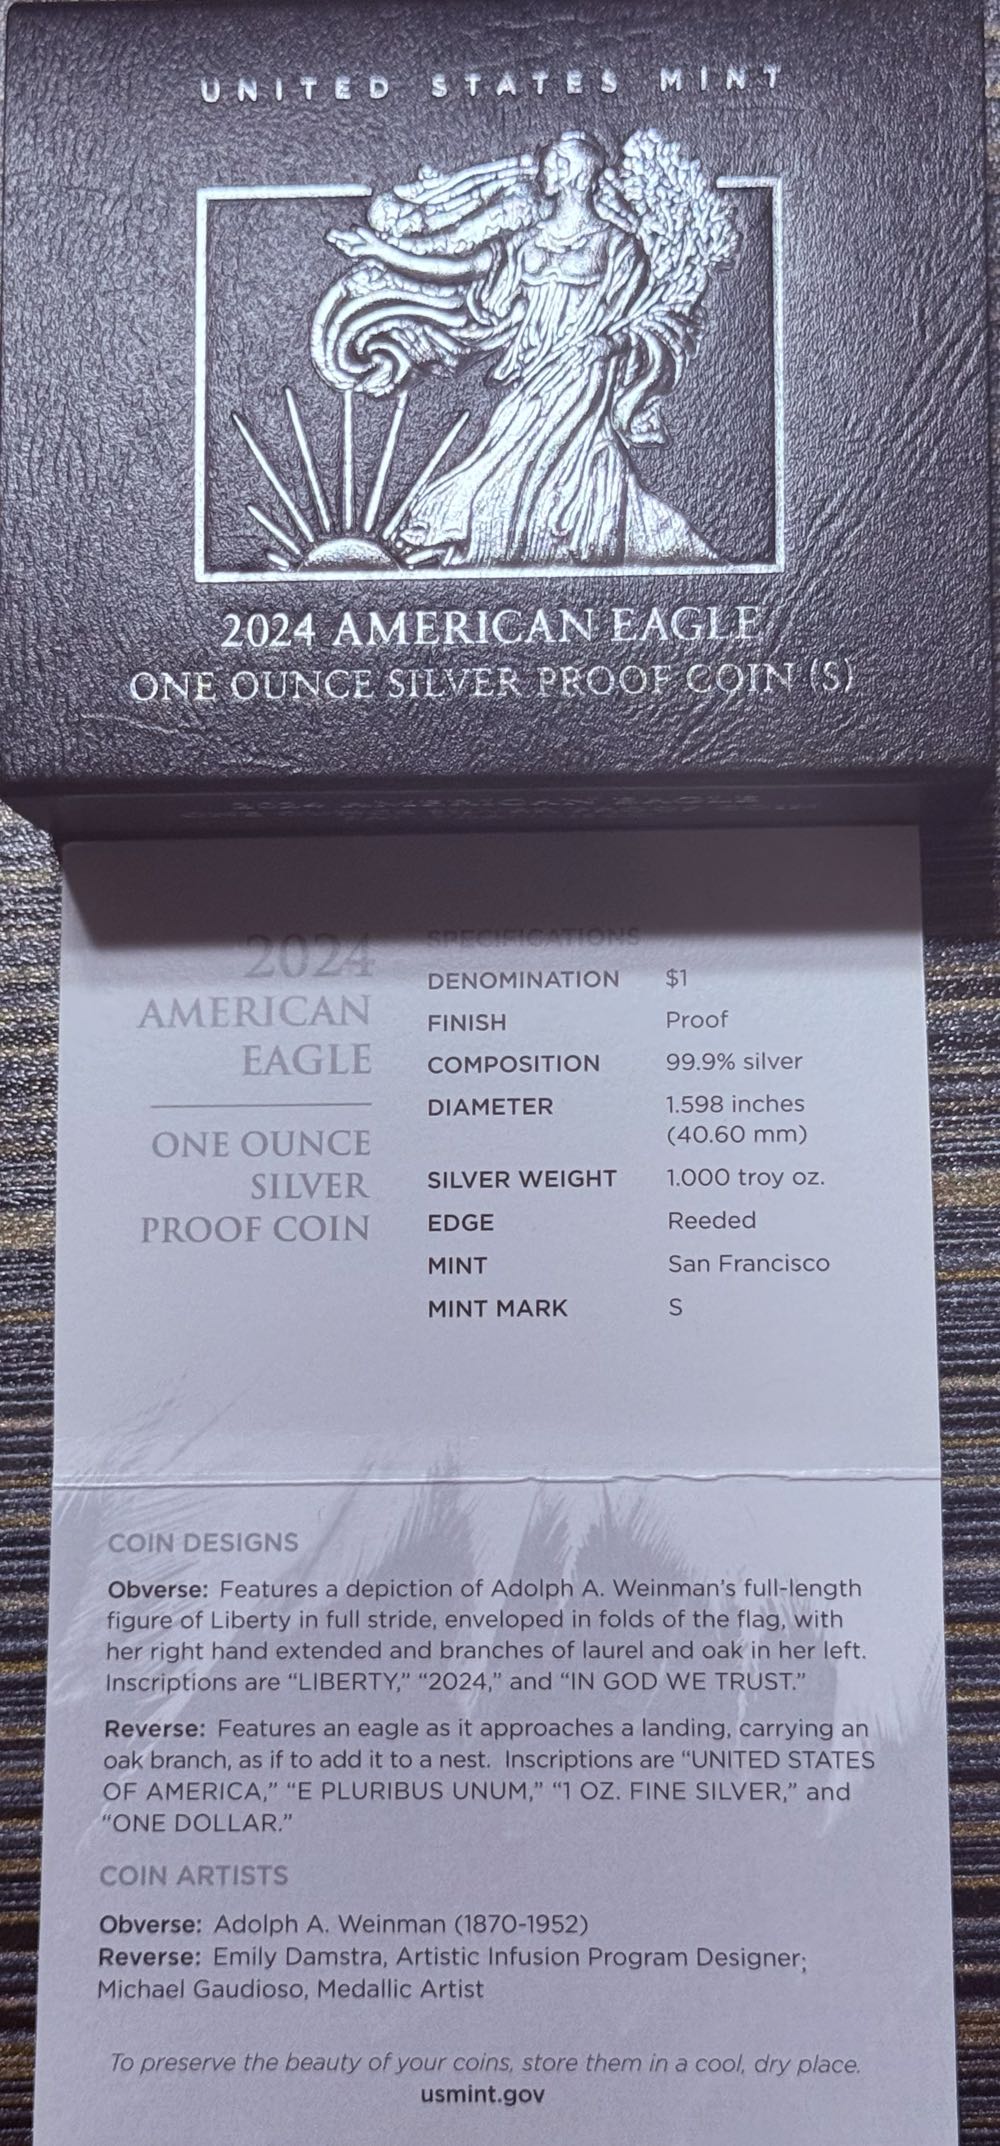 UNITED STATES MINT
2024 AMERICAN EAGLE
ONE OUNCE SILVER PROOF COIN (S)
2024 AMERICAN EAGLE
2024
AMERICAN
EAGLE
ONE OUNCE
SILVER
PROOF COIN
SPECIFICATIONS
DENOMINATION $1
FINISH Proof
COMPOSITION 99.9% silver
DIAMETER 1.598 inches
(40.60 mm)
SILVER WEIGHT 1.000 troy oz.
EDGE Reeded
MINT San Francisco
MINT MARK S
COIN DESIGNS
Obverse: Features a depiction of Adolph A. Weinman's full-length
figure of Liberty in full stride, enveloped in folds of the flag, with
her right hand extended and branches of laurel and oak in her left.
Inscriptions are “LIBERTY,” “2024,” and “IN GOD WE TRUST.”
Reverse: Features an eagle as it approaches a landing, carrying an
oak branch, as if to add it to a nest. Inscriptions are “UNITED STATES
OF AMERICA,” “E PLURIBUS UNUM,” “1 OZ. FINE SILVER,” and
“ONE DOLLAR.”
COIN ARTISTS
Obverse: Adolph A. Weinman (1870-1952)
Reverse: Emily Damstra, Artistic Infusion Program Designer;
Michael Gaudioso, Medallic Artist
To preserve the beauty of your coins, store them in a cool, dry place.
usmint.gov